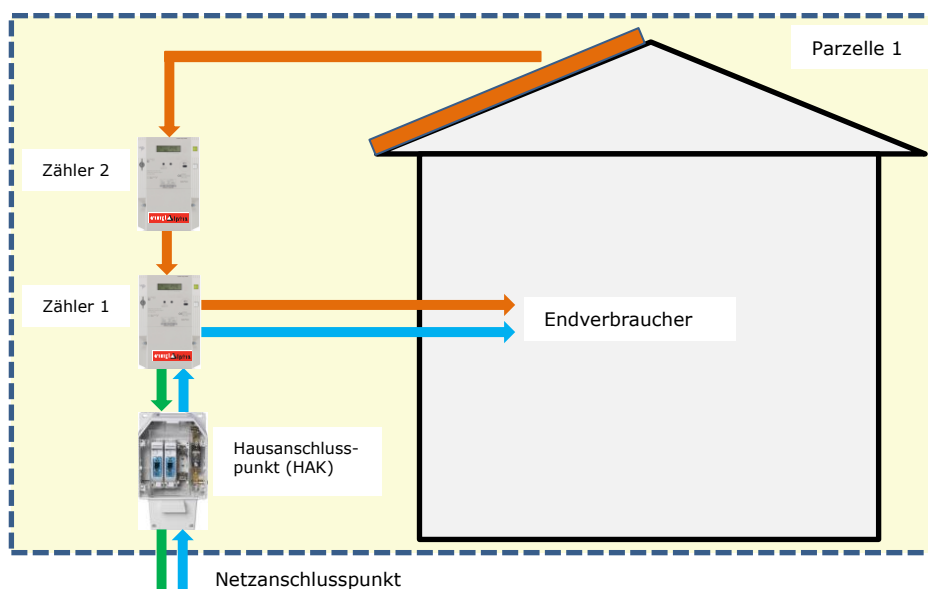 Parzelle 1
Zähler 2
Zähler 1
Endverbraucher
Hausanschluss-
punkt (HAK)
Netzanschlusspunkt